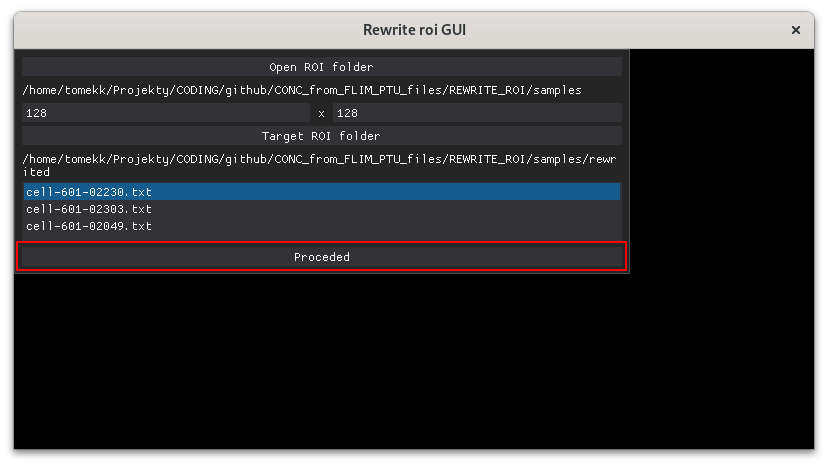 Rewrite roi GUI
×
Open ROI folder
/home/tomekk/Projekty/CODING/github/CONC_from_FLIM_PTU_files/REWRITE_ROI/samples
128 x 128
Target ROI folder
/home/tomekk/Projekty/CODING/github/CONC_from_FLIM_PTU_files/REWRITE_ROI/samples/rewr
ited
cell-601-02230.txt
cell-601-02303.txt
cell-601-02049.txt
Proceded